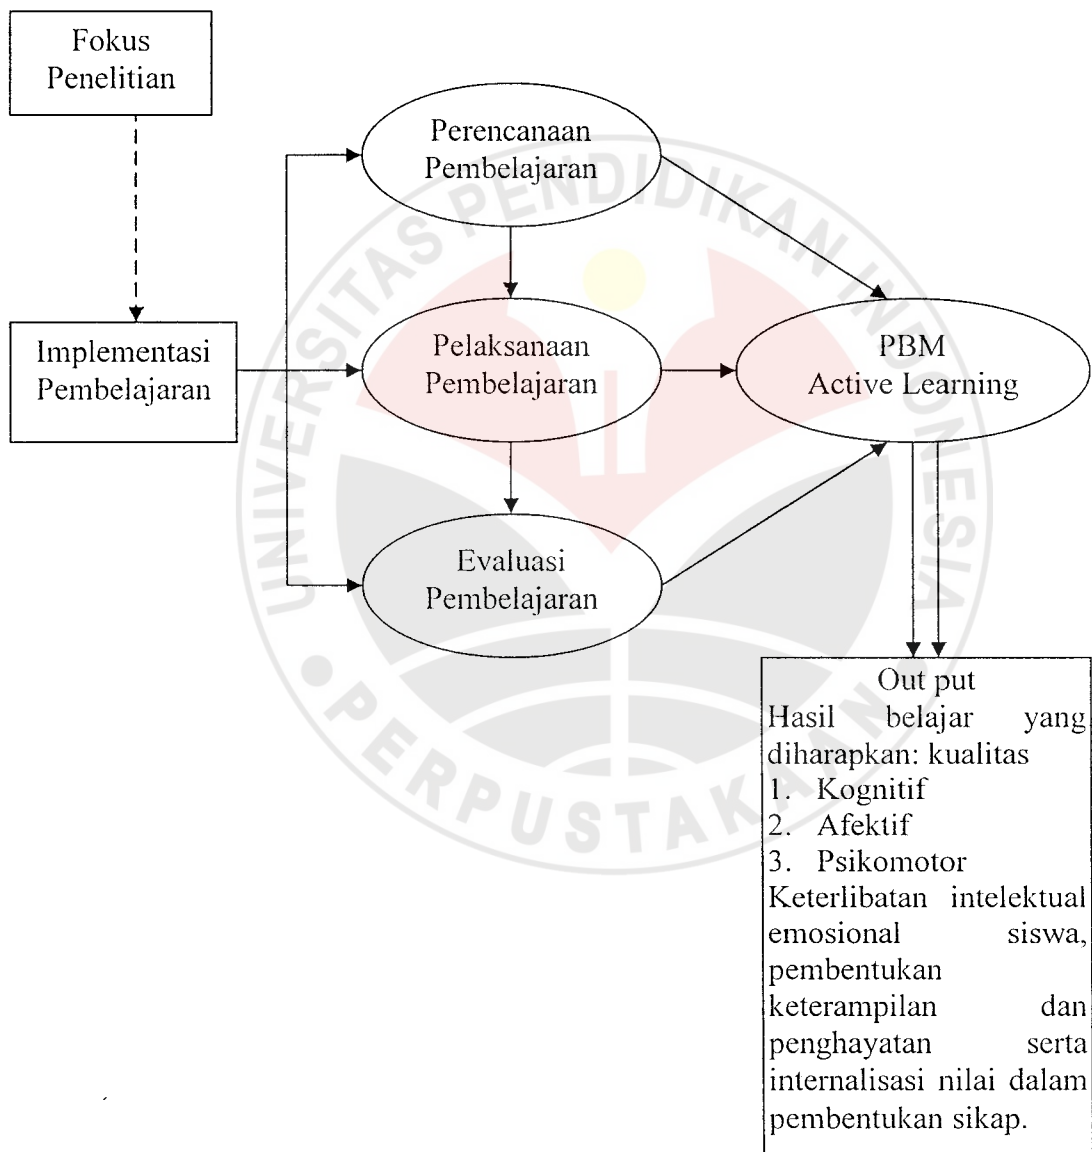 Fokus
Penelitian
Perencanaan
Pembelajaran
Implementasi
Pembelajaran
Pelaksanaan
Pembelajaran
PBM
Active Learning
Evaluasi
Pembelajaran
Out put
Hasil belajar yang
diharapkan: kualitas
1. Kognitif
2. Afektif
3. Psikomotor
Keterlibatan intelektual
emosional siswa,
pembentukan
keterampilan dan
penghayatan serta
internalisasi nilai dalam
pembentukan sikap.
UNIVERSITAS PENDIDIKAN INDONESIA
PERPUSTAKAAN